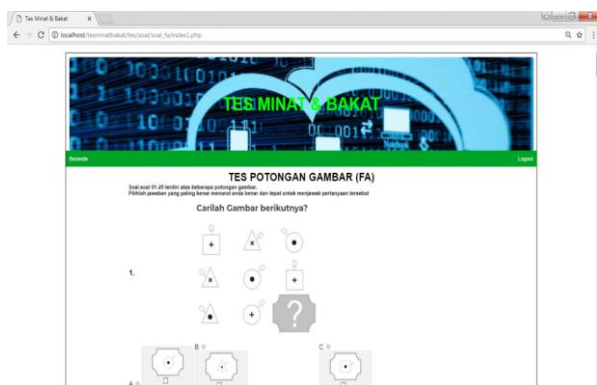 Tes Minat & Bakat
localhost/tesminatbakat/tes/soal/soal_fa/index1.php
TES MINAT & BAKAT
Beranda
Logout
TES POTONGAN GAMBAR (FA)
Soal-soal 01-20 terdiri atas beberapa potongan gambar.
Pilihlah jawaban yang paling benar menurut anda benar dan tepat untuk menjawab pertanyaan tersebut
Carilah Gambar berikutnya?
1.
?
B.
C.
A.